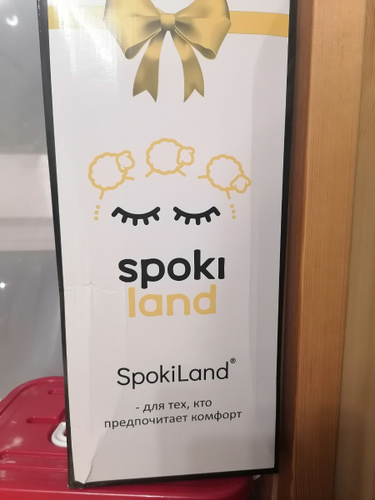 spoki
land
SpokiLand®
- для тех, кто
предпочитает комфорт